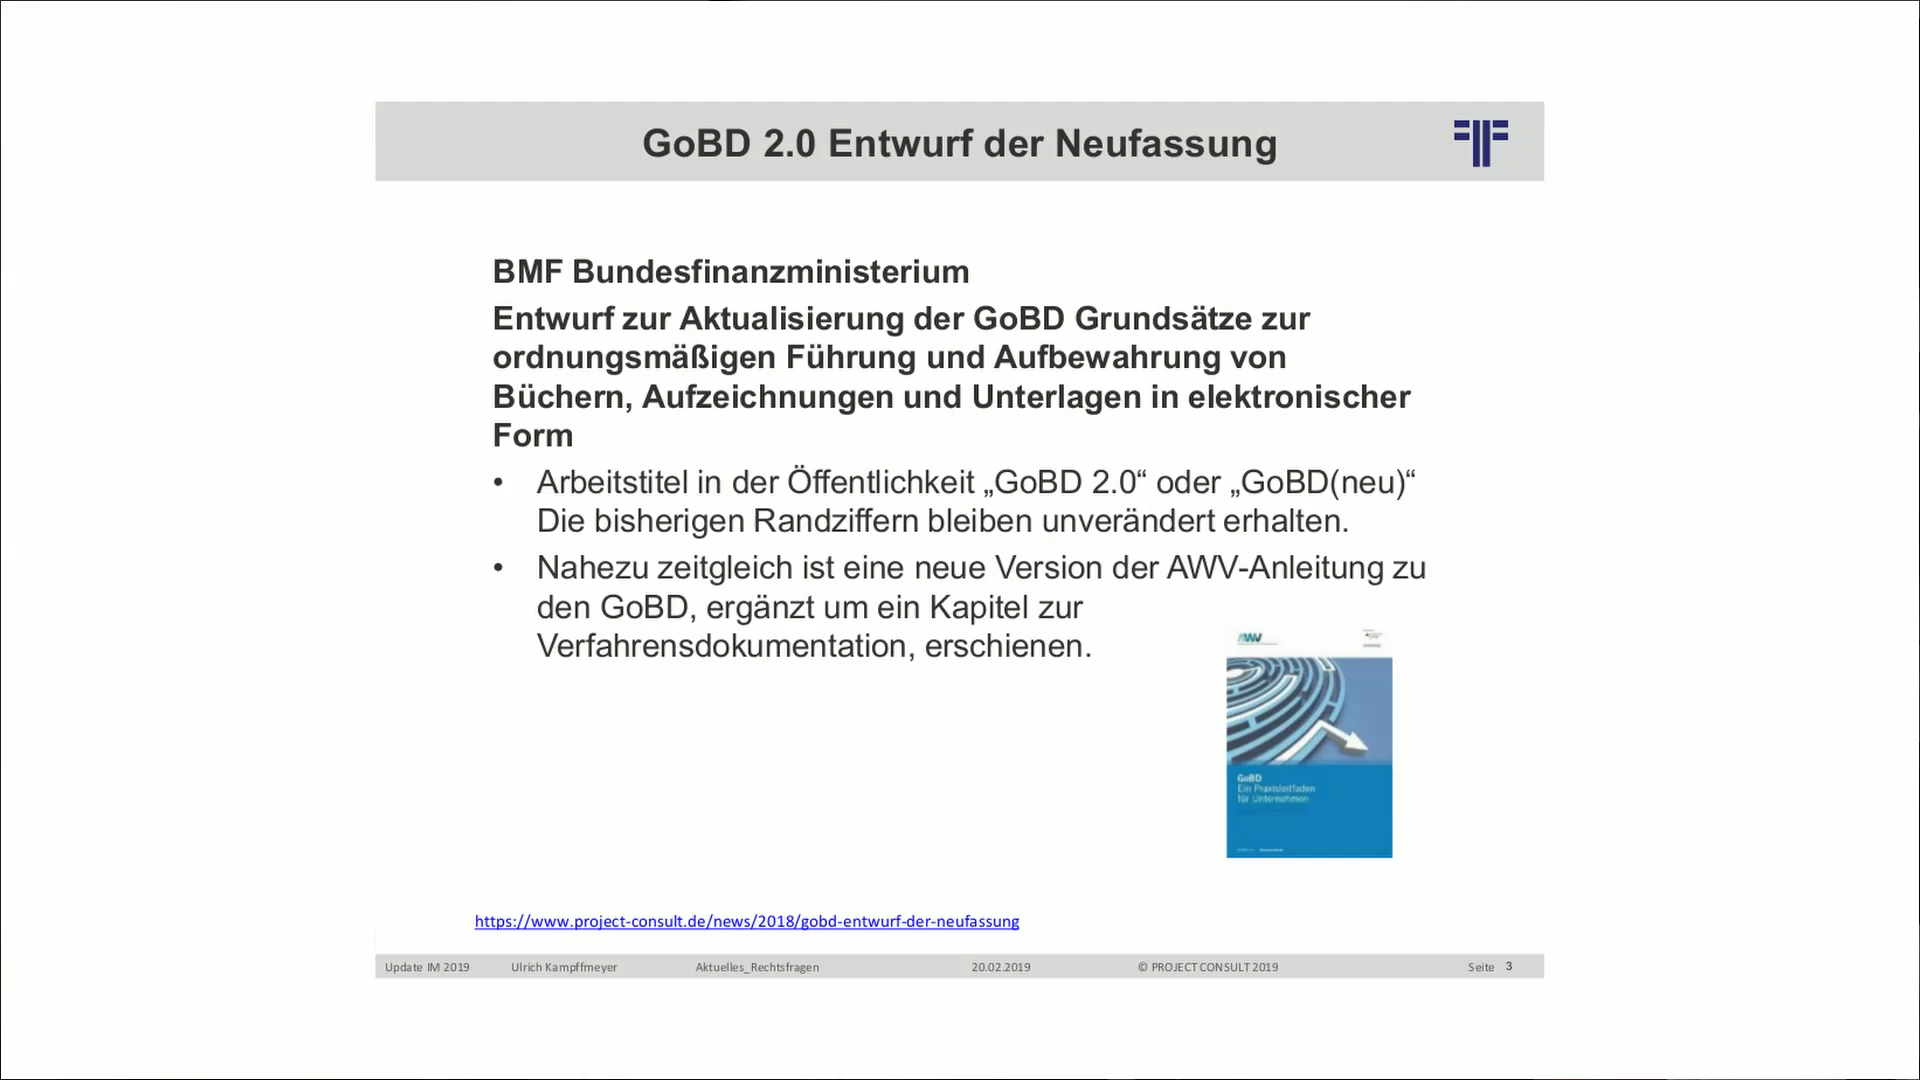 GoBD 2.0 Entwurf der Neufassung
BMF Bundesfinanzministerium
Entwurf zur Aktualisierung der GoBD Grundsätze zur
ordnungsmäßigen Führung und Aufbewahrung von
Büchern, Aufzeichnungen und Unterlagen in elektronischer
Form
• Arbeitstitel in der Öffentlichkeit „GoBD 2.0“ oder „GoBD(neu)“
Die bisherigen Randziffern bleiben unverändert erhalten.
• Nahezu zeitgleich ist eine neue Version der AWV-Anleitung zu
den GoBD, ergänzt um ein Kapitel zur
Verfahrensdokumentation, erschienen.
AWV
GoBD
Ein Praxisleitfaden
für Unternehmen
https://www.project-consult.de/news/2018/gobd-entwurf-der-neufassung
Update IM 2019 Ulrich Kampffmeyer Aktuelles_Rechtsfragen 20.02.2019 © PROJECT CONSULT 2019 Seite 3